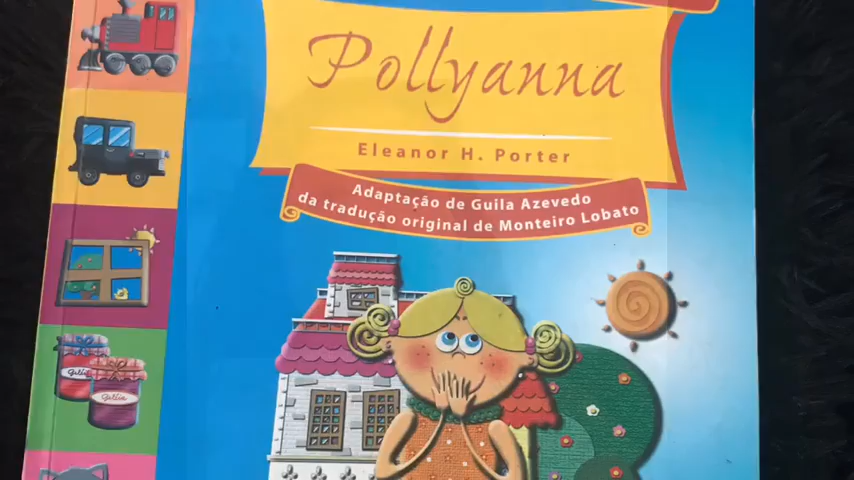 Pollyanna
Eleanor H. Porter
Adaptação de Guila Azevedo
da tradução original de Monteiro Lobato